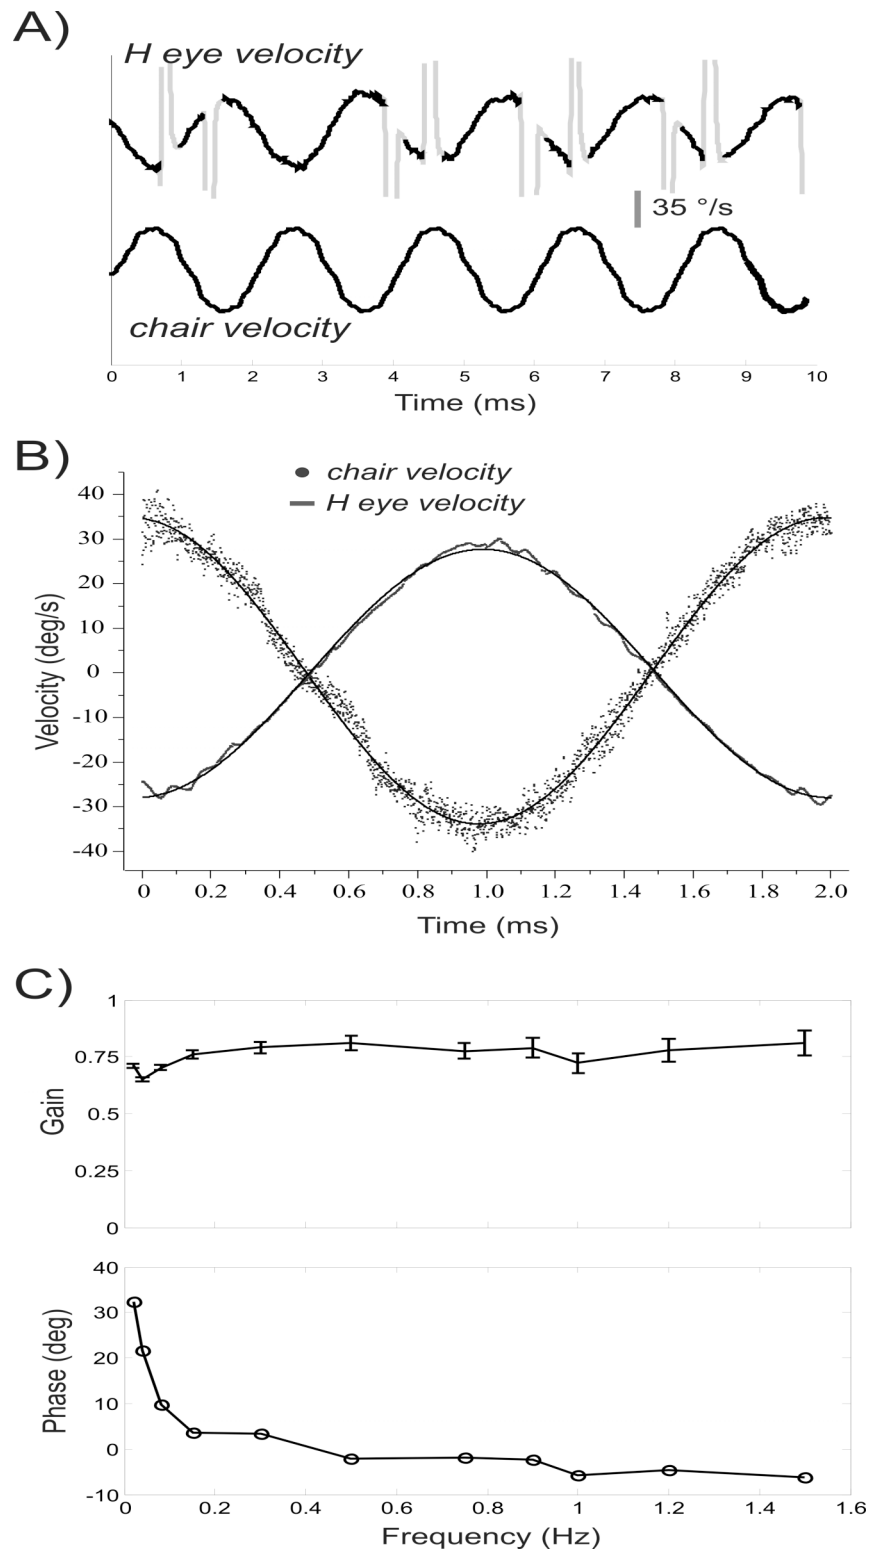 A)
H eye velocity
35 °/s
chair velocity
0 1 2 3 4 5 6 7 8 9 10
Time (ms)
B)
chair velocity
H eye velocity
40
30
20
10
0
-10
-20
-30
-40
Velocity (deg/s)
0 0.2 0.4 0.6 0.8 1.0 1.2 1.4 1.6 1.8 2.0
Time (ms)
C)
1
0.75
0.5
0.25
0
Gain
40
30
20
10
0
-10
Phase (deg)
0 0.2 0.4 0.6 0.8 1 1.2 1.4 1.6
Frequency (Hz)